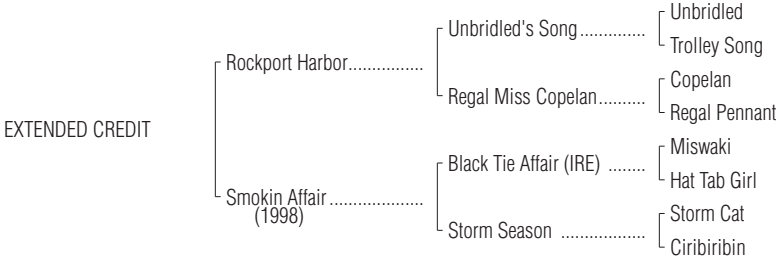 Unbridled
Unbridled's Song..............
Trolley Song
Rockport Harbor................
Copelan
Regal Miss Copelan..........
Regal Pennant
EXTENDED CREDIT
Miswaki
Black Tie Affair (IRE) ........
Hat Tab Girl
Smokin Affair ....................
(1998)
Storm Cat
Storm Season ..................
Ciribiribin